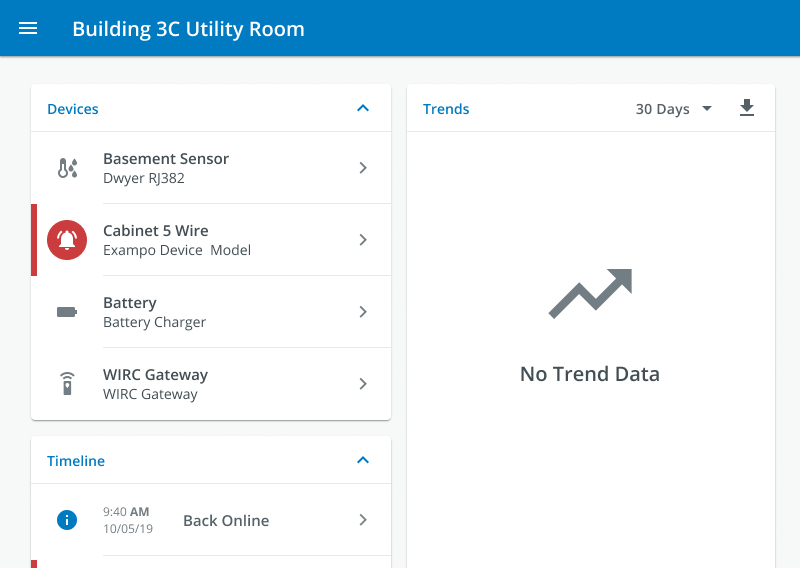 Building 3C Utility Room
Devices
Basement Sensor
Dwyer RJ382
Cabinet 5 Wire
Exampo Device  Model
Battery
Battery Charger
WIRC Gateway
WIRC Gateway
Timeline
9:40 AM
10/05/19
Back Online
Trends
30 Days
No Trend Data